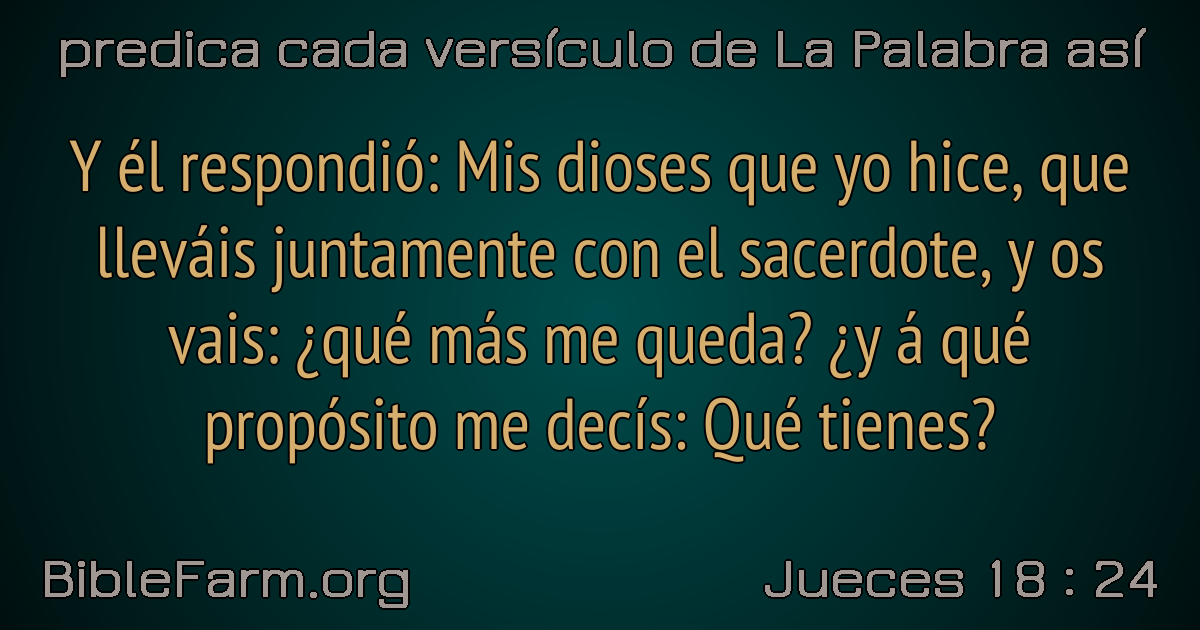 predica cada versículo de La Palabra así
Y él respondió: Mis dioses que yo hice, que
lleváis juntamente con el sacerdote, y os
vais: ¿qué más me queda? ¿y á qué
propósito me decís: Qué tienes?
BibleFarm.org
Jueces 18 : 24